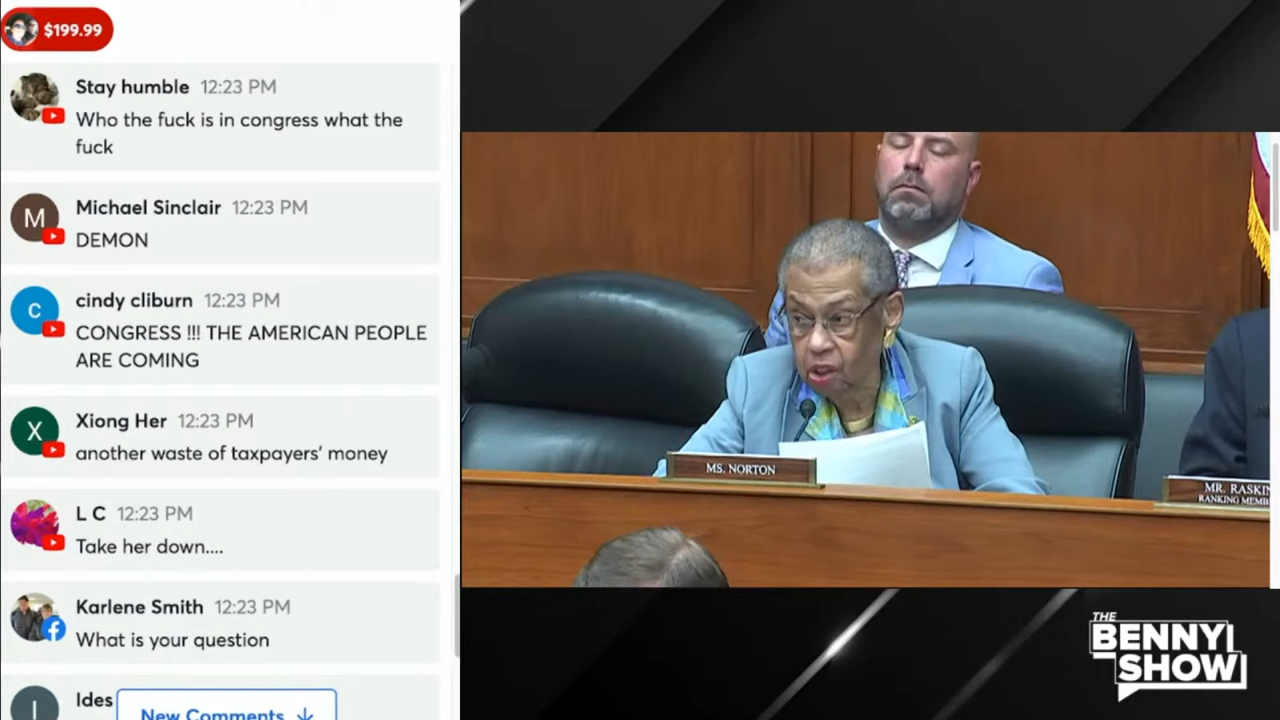 $199.99
Stay humble 12:23 PM
Who the fuck is in congress what the
fuck
M
Michael Sinclair 12:23 PM
DEMON
c
cindy cliburn 12:23 PM
CONGRESS !!! THE AMERICAN PEOPLE
ARE COMING
X
Xiong Her 12:23 PM
another waste of taxpayers' money
L C 12:23 PM
Take her down....
Karlene Smith 12:23 PM
What is your question
I
Ides
New Comments ↓
MS. NORTON
MR. RASKIN
RANKING MEMB
THE
BENNY
SHOW